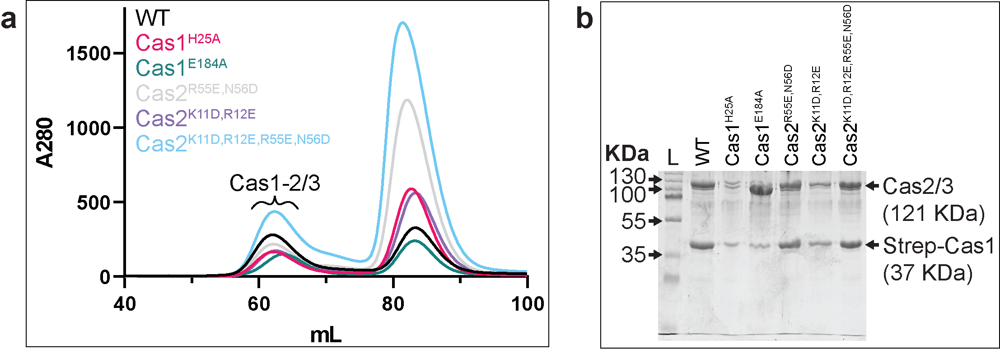 a
WT
Cas1H25A
Cas1E184A
Cas2R55E,N56D
Cas2K11D,R12E
Cas2K11D,R12E,R55E,N56D
Cas1-2/3
A280
1500
1000
500
0
40 60 80 100
mL
b
KDa
L
WT
Cas1H25A
Cas1E184A
Cas2R55E,N56D
Cas2K11D,R12E
Cas2K11D,R12E,R55E,N56D
130
100
55
35
Cas2/3
(121 KDa)
Strep-Cas1
(37 KDa)